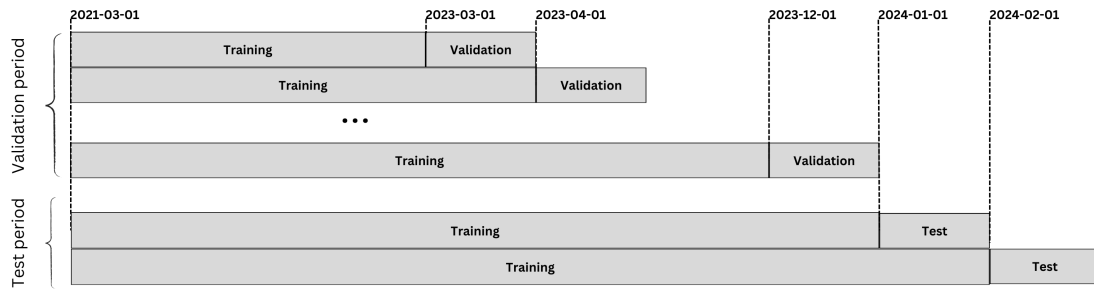 2021-03-01 2023-03-01 2023-04-01 2023-12-01 2024-01-01 2024-02-01
Validation period
Training Validation
Training Validation
...
Training Validation
Test period
Training Test
Training Test